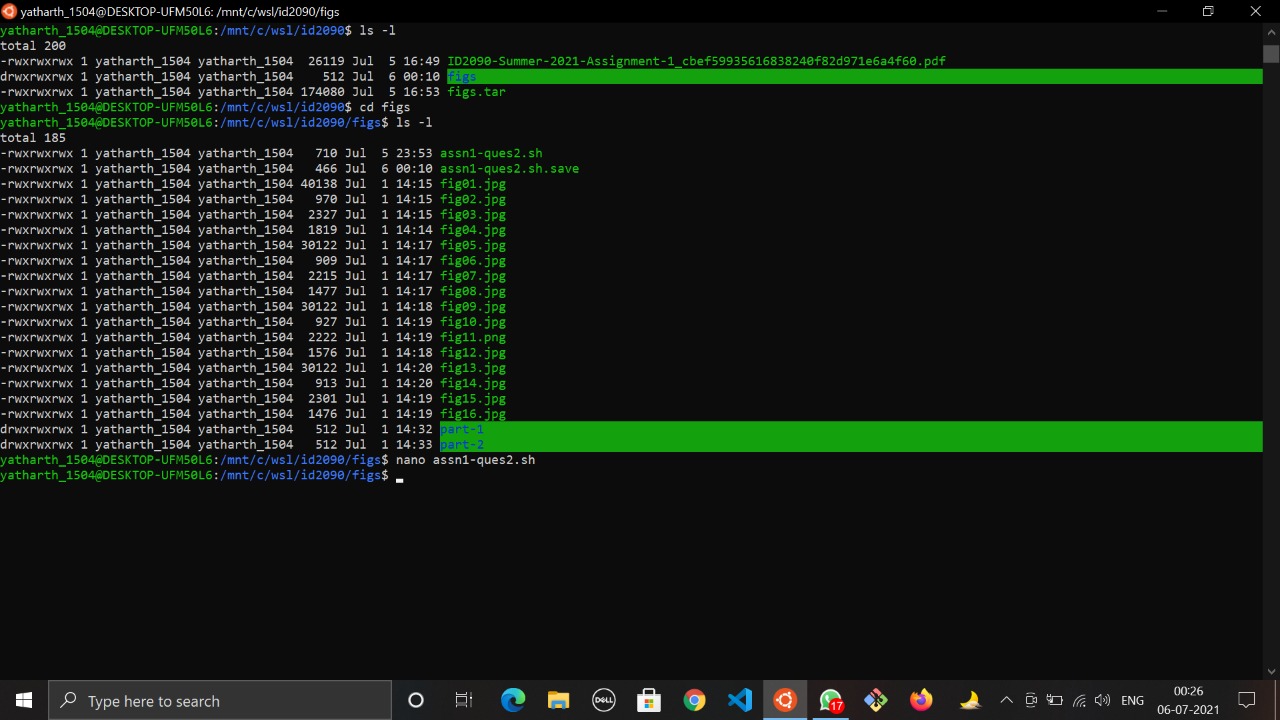 yatharth_1504@DESKTOP-UFM50L6: /mnt/c/wsl/id2090/figs
yatharth_1504@DESKTOP-UFM50L6:/mnt/c/wsl/id2090$ ls -l
total 200
-rwxrwxrwx 1 yatharth_1504 yatharth_1504  26119 Jul  5 16:49 ID2090-Summer-2021-Assignment-1_cbef59935616838240f82d971e6a4f60.pdf
drwxrwxrwx 1 yatharth_1504 yatharth_1504    512 Jul  6 00:10 figs
-rwxrwxrwx 1 yatharth_1504 yatharth_1504 174080 Jul  5 16:53 figs.tar
yatharth_1504@DESKTOP-UFM50L6:/mnt/c/wsl/id2090$ cd figs
yatharth_1504@DESKTOP-UFM50L6:/mnt/c/wsl/id2090/figs$ ls -l
total 185
-rwxrwxrwx 1 yatharth_1504 yatharth_1504   710 Jul  5 23:53 assn1-ques2.sh
-rwxrwxrwx 1 yatharth_1504 yatharth_1504   466 Jul  6 00:10 assn1-ques2.sh.save
-rwxrwxrwx 1 yatharth_1504 yatharth_1504 40138 Jul  1 14:15 fig01.jpg
-rwxrwxrwx 1 yatharth_1504 yatharth_1504   970 Jul  1 14:15 fig02.jpg
-rwxrwxrwx 1 yatharth_1504 yatharth_1504  2327 Jul  1 14:15 fig03.jpg
-rwxrwxrwx 1 yatharth_1504 yatharth_1504  1819 Jul  1 14:14 fig04.jpg
-rwxrwxrwx 1 yatharth_1504 yatharth_1504 30122 Jul  1 14:17 fig05.jpg
-rwxrwxrwx 1 yatharth_1504 yatharth_1504   909 Jul  1 14:17 fig06.jpg
-rwxrwxrwx 1 yatharth_1504 yatharth_1504  2215 Jul  1 14:17 fig07.jpg
-rwxrwxrwx 1 yatharth_1504 yatharth_1504  1477 Jul  1 14:17 fig08.jpg
-rwxrwxrwx 1 yatharth_1504 yatharth_1504 30122 Jul  1 14:18 fig09.jpg
-rwxrwxrwx 1 yatharth_1504 yatharth_1504   927 Jul  1 14:19 fig10.jpg
-rwxrwxrwx 1 yatharth_1504 yatharth_1504  2222 Jul  1 14:19 fig11.png
-rwxrwxrwx 1 yatharth_1504 yatharth_1504  1576 Jul  1 14:18 fig12.jpg
-rwxrwxrwx 1 yatharth_1504 yatharth_1504 30122 Jul  1 14:20 fig13.jpg
-rwxrwxrwx 1 yatharth_1504 yatharth_1504   913 Jul  1 14:20 fig14.jpg
-rwxrwxrwx 1 yatharth_1504 yatharth_1504  2301 Jul  1 14:19 fig15.jpg
-rwxrwxrwx 1 yatharth_1504 yatharth_1504  1476 Jul  1 14:19 fig16.jpg
drwxrwxrwx 1 yatharth_1504 yatharth_1504   512 Jul  1 14:32 part-1
drwxrwxrwx 1 yatharth_1504 yatharth_1504   512 Jul  1 14:33 part-2
yatharth_1504@DESKTOP-UFM50L6:/mnt/c/wsl/id2090/figs$ nano assn1-ques2.sh
yatharth_1504@DESKTOP-UFM50L6:/mnt/c/wsl/id2090/figs$
Type here to search
DELL
17
ENG
00:26
06-07-2021